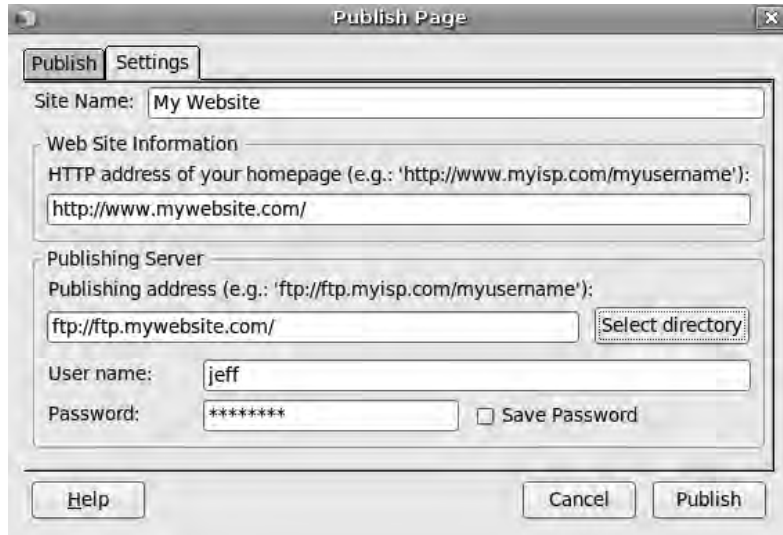 Publish Page
Publish Settings
Site Name: My Website
Web Site Information
HTTP address of your homepage (e.g.: 'http://www.myisp.com/myusername'):
http://www.mywebsite.com/
Publishing Server
Publishing address (e.g.: 'ftp://ftp.myisp.com/myusername'):
ftp://ftp.mywebsite.com/ Select directory
User name: jeff
Password: ******** Save Password
Help Cancel Publish